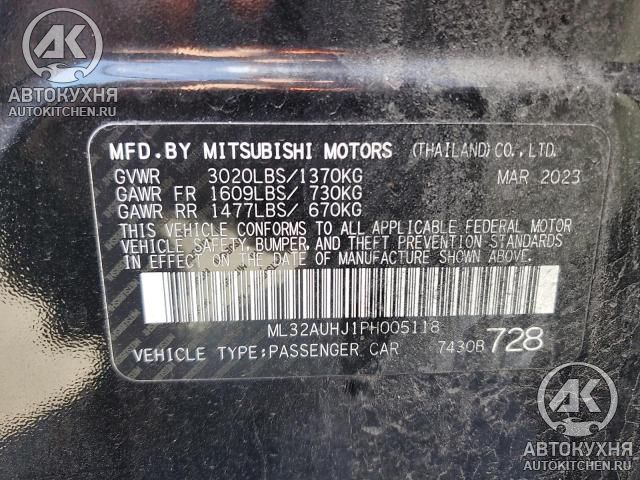 АК
АВТОКУХНЯ
AUTOKITCHEN.RU
MFD.BY MITSUBISHI MOTORS (THAILAND)CO.,LTD.
GVWR 3020LBS/1370KG MAR 2023
GAWR FR 1609LBS/ 730KG
GAWR RR 1477LBS/ 670KG
THIS VEHICLE CONFORMS TO ALL APPLICABLE FEDERAL MOTOR
VEHICLE SAFETY, BUMPER, AND THEFT PREVENTION STANDARDS
IN EFFECT ON THE DATE OF MANUFACTURE SHOWN ABOVE.
ML32AUHJ1PH005118
VEHICLE TYPE:PASSENGER CAR 7430B 728
АК
АВТОКУХНЯ
AUTOKITCHEN.RU